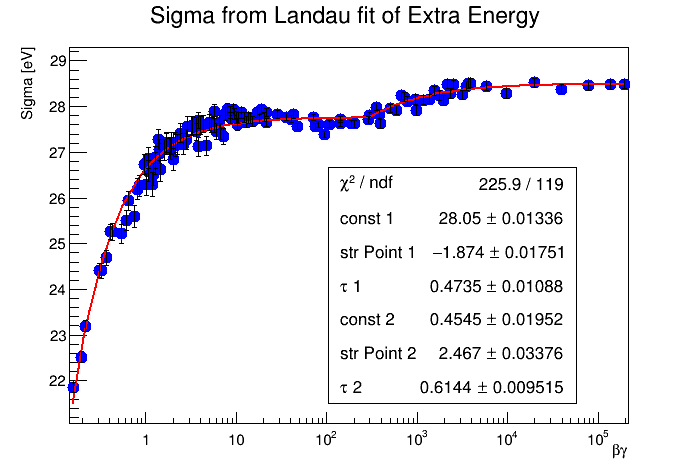 Sigma from Landau fit of Extra Energy
Sigma [eV]
29
28
27
26
25
24
23
22
χ² / ndf 225.9 / 119
const 1 28.05 ± 0.01336
str Point 1 −1.874 ± 0.01751
τ 1 0.4735 ± 0.01088
const 2 0.4545 ± 0.01952
str Point 2 2.467 ± 0.03376
τ 2 0.6144 ± 0.009515
1 10 10² 10³ 10⁴ 10⁵
βγ